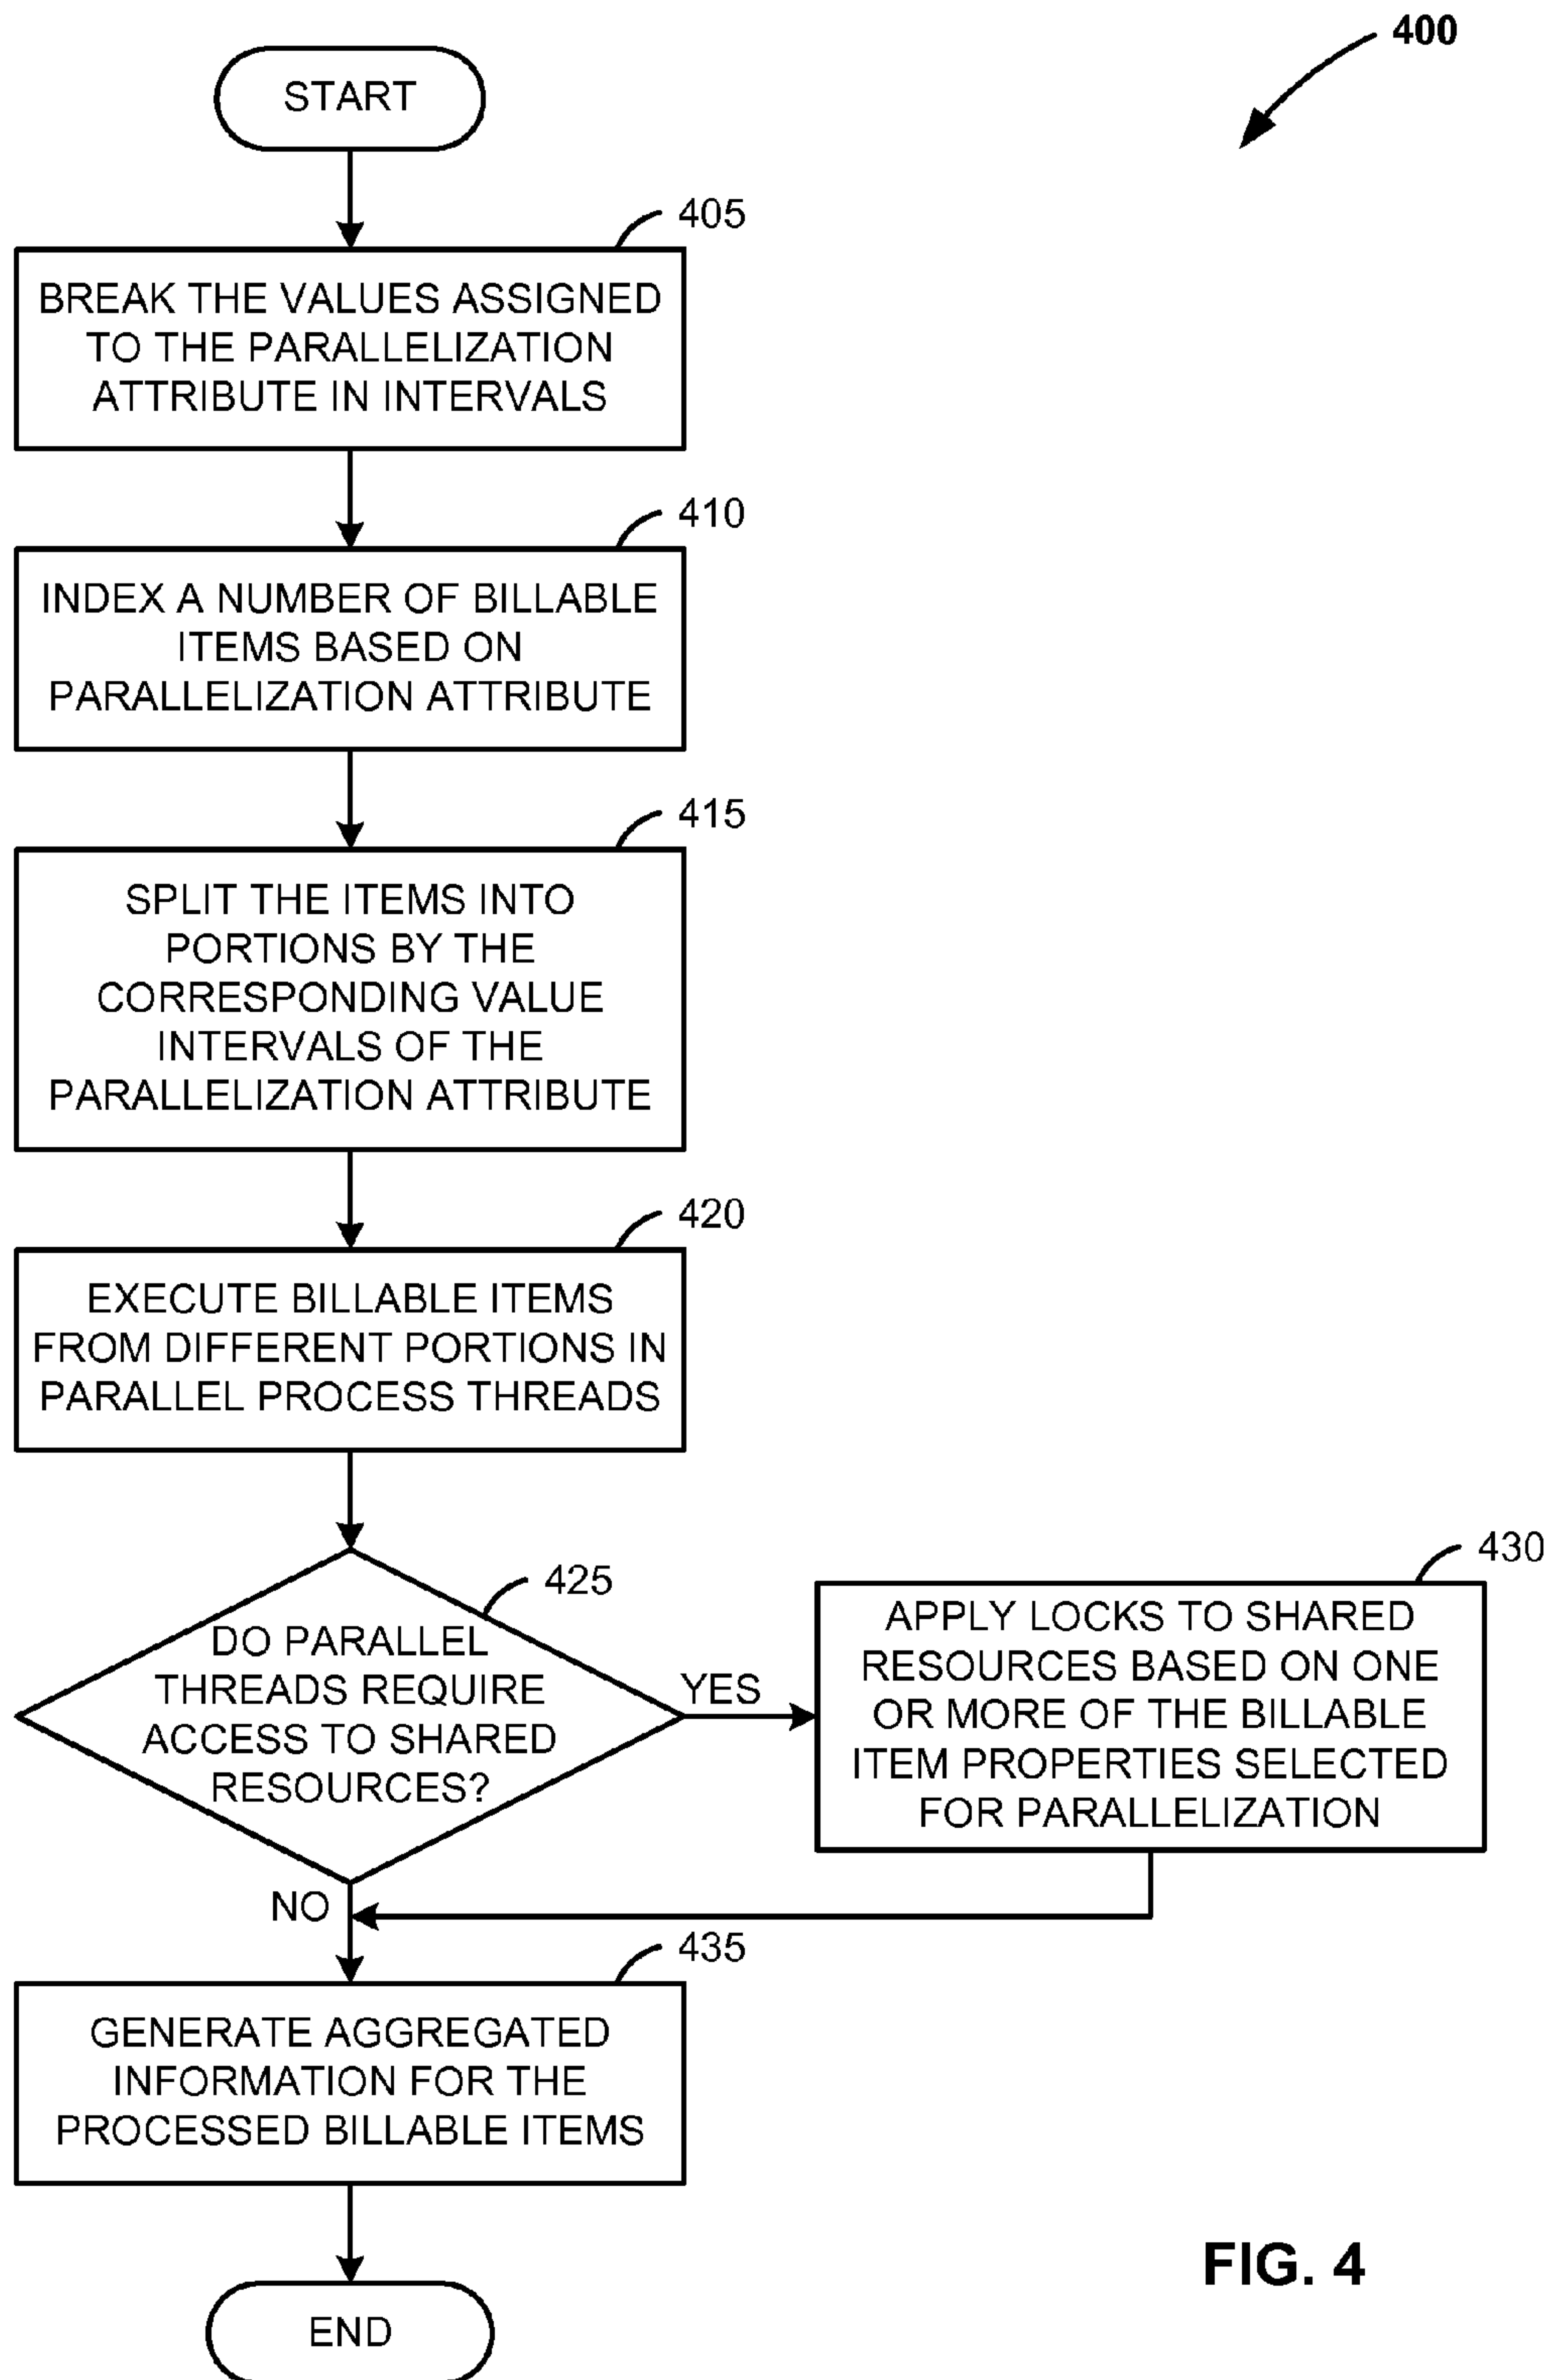 400
START
405
BREAK THE VALUES ASSIGNED
TO THE PARALLELIZATION
ATTRIBUTE IN INTERVALS
410
INDEX A NUMBER OF BILLABLE
ITEMS BASED ON
PARALLELIZATION ATTRIBUTE
415
SPLIT THE ITEMS INTO
PORTIONS BY THE
CORRESPONDING VALUE
INTERVALS OF THE
PARALLELIZATION ATTRIBUTE
420
EXECUTE BILLABLE ITEMS
FROM DIFFERENT PORTIONS IN
PARALLEL PROCESS THREADS
425
DO PARALLEL
THREADS REQUIRE
ACCESS TO SHARED
RESOURCES?
YES
430
APPLY LOCKS TO SHARED
RESOURCES BASED ON ONE
OR MORE OF THE BILLABLE
ITEM PROPERTIES SELECTED
FOR PARALLELIZATION
NO
435
GENERATE AGGREGATED
INFORMATION FOR THE
PROCESSED BILLABLE ITEMS
END
FIG. 4